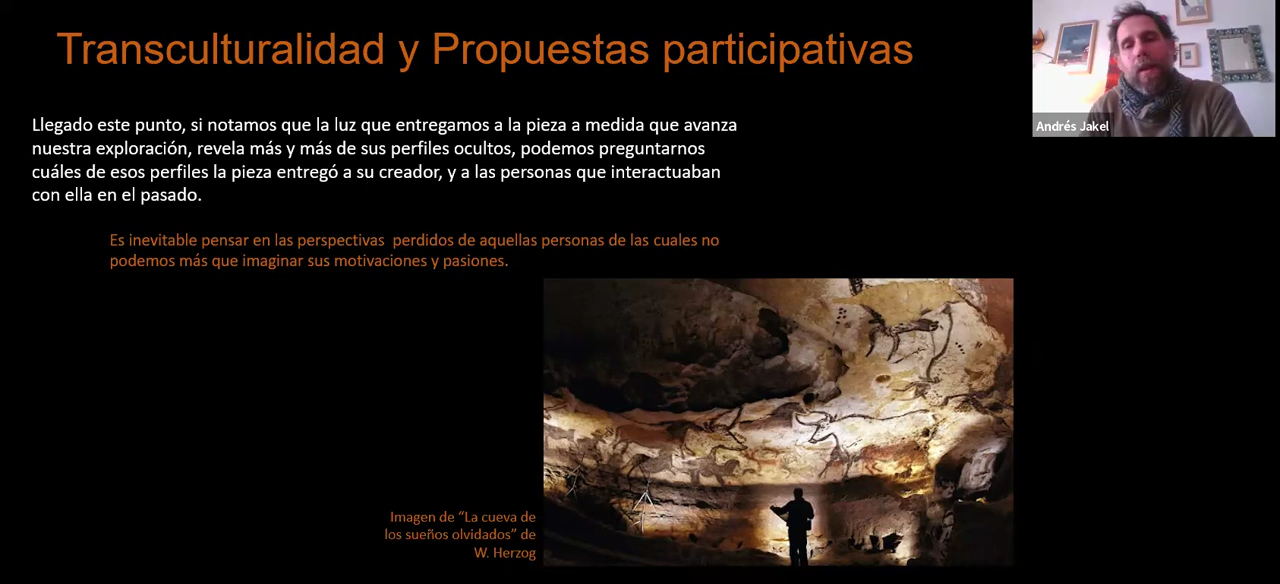 Transculturalidad y Propuestas participativas
Andrés Jakel
Llegado este punto, si notamos que la luz que entregamos a la pieza a medida que avanza
nuestra exploración, revela más y más de sus perfiles ocultos, podemos preguntarnos
cuáles de esos perfiles la pieza entregó a su creador, y a las personas que interactuaban
con ella en el pasado.
Es inevitable pensar en las perspectivas  perdidos de aquellas personas de las cuales no
podemos más que imaginar sus motivaciones y pasiones.
Imagen de “La cueva de
los sueños olvidados” de
W. Herzog